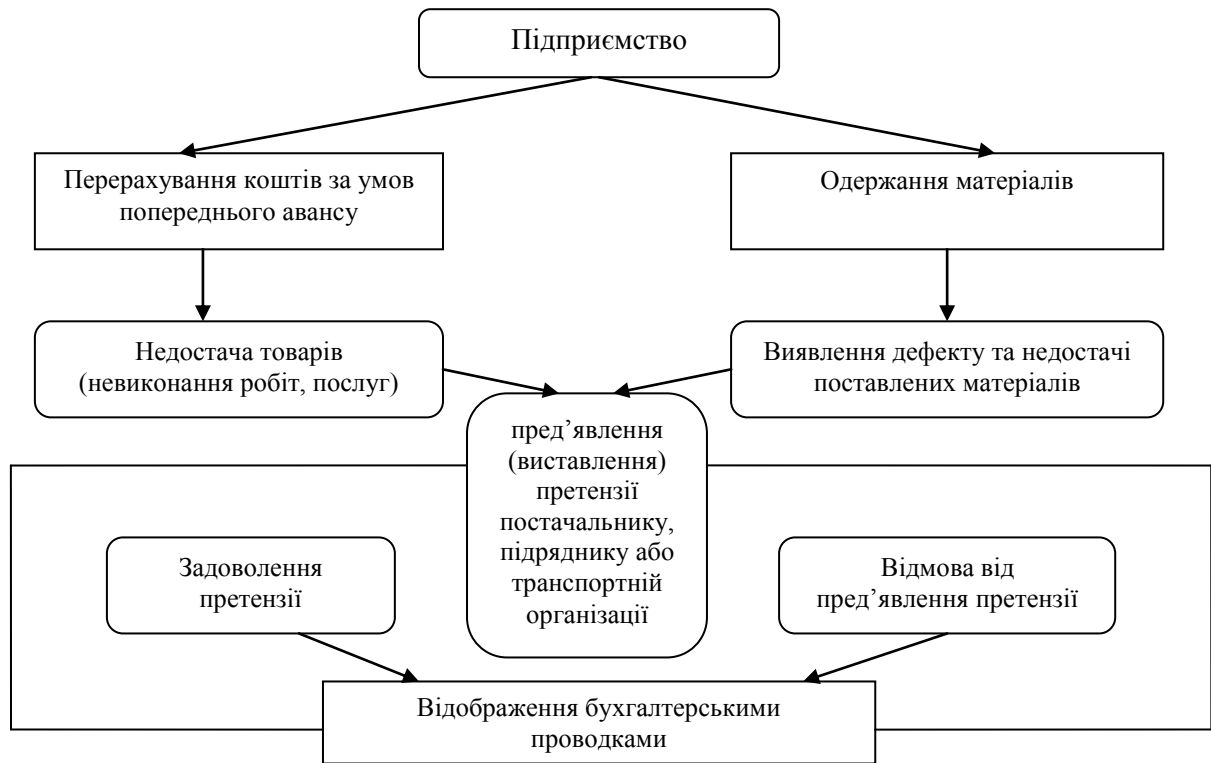 Підприємство
Перерахування коштів за умов
попереднього авансу
Одержання матеріалів
Недостача товарів
(невиконання робіт, послуг)
Виявлення дефекту та недостачі
поставлених матеріалів
пред’явлення
(виставлення)
претензії
постачальнику,
підряднику або
транспортній
організації
Задоволення
претензії
Відмова від
пред’явлення претензії
Відображення бухгалтерськими
проводками